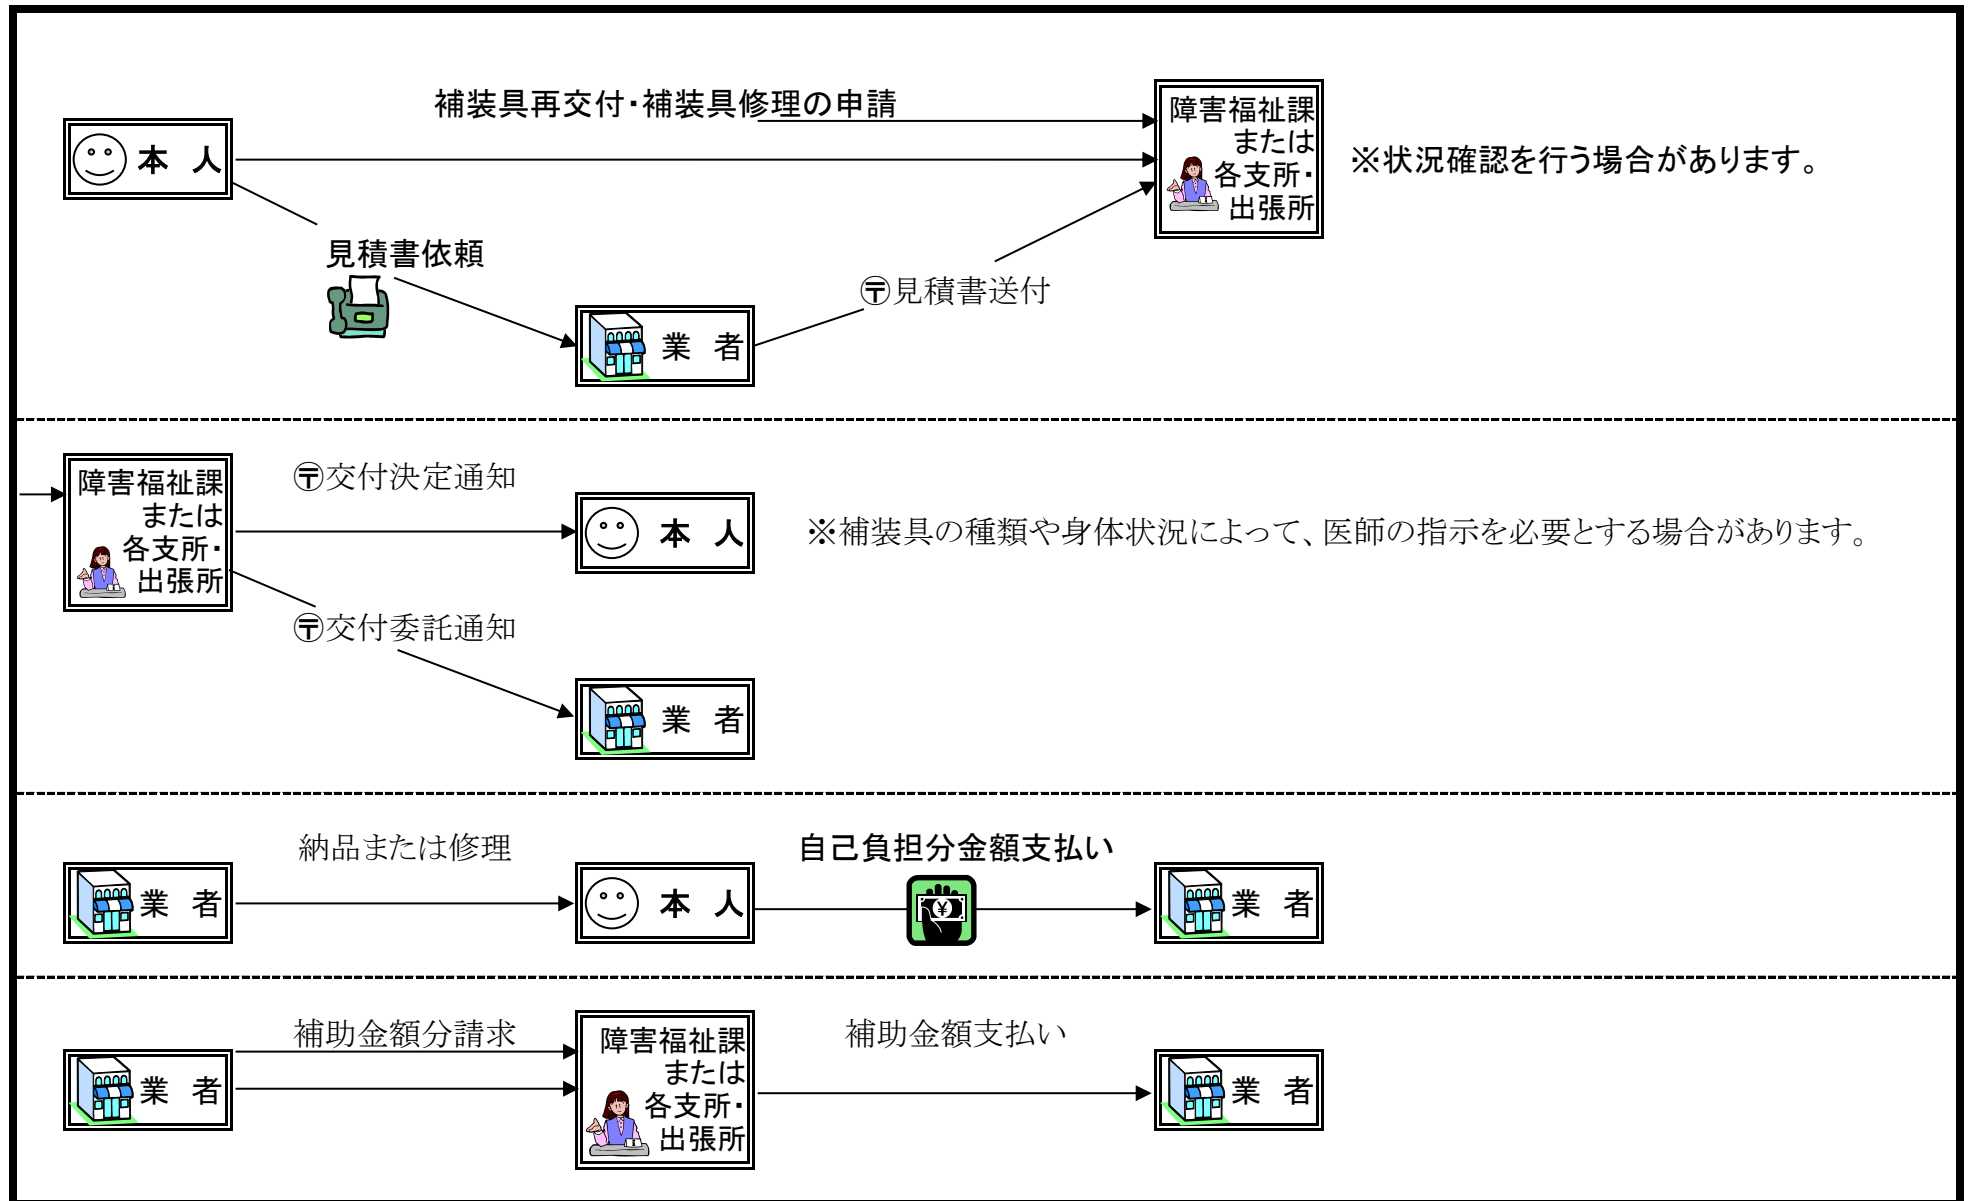 補装具再交付・補装具修理の申請
本 人
障害福祉課
または
各支所・
出張所
※状況確認を行う場合があります。
見積書依頼
〠見積書送付
業 者
障害福祉課
または
各支所・
出張所
〶交付決定通知
本 人
※補装具の種類や身体状況によって、医師の指示を必要とする場合があります。
〶交付委託通知
業 者
納品または修理
自己負担分金額支払い
業 者
本 人
¥
業 者
補助金額分請求
補助金額支払い
業 者
障害福祉課
または
各支所・
出張所
業 者